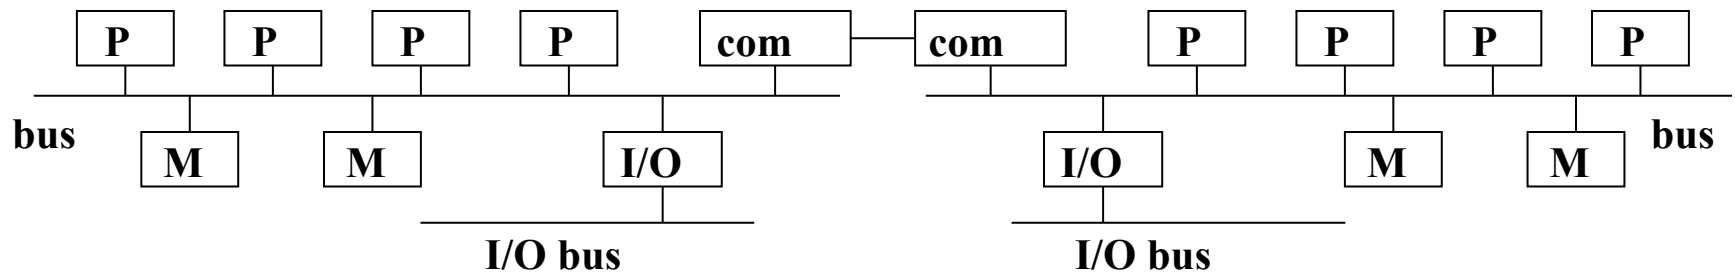 P P P P com com P P P P
bus M M I/O I/O M M bus
I/O bus I/O bus